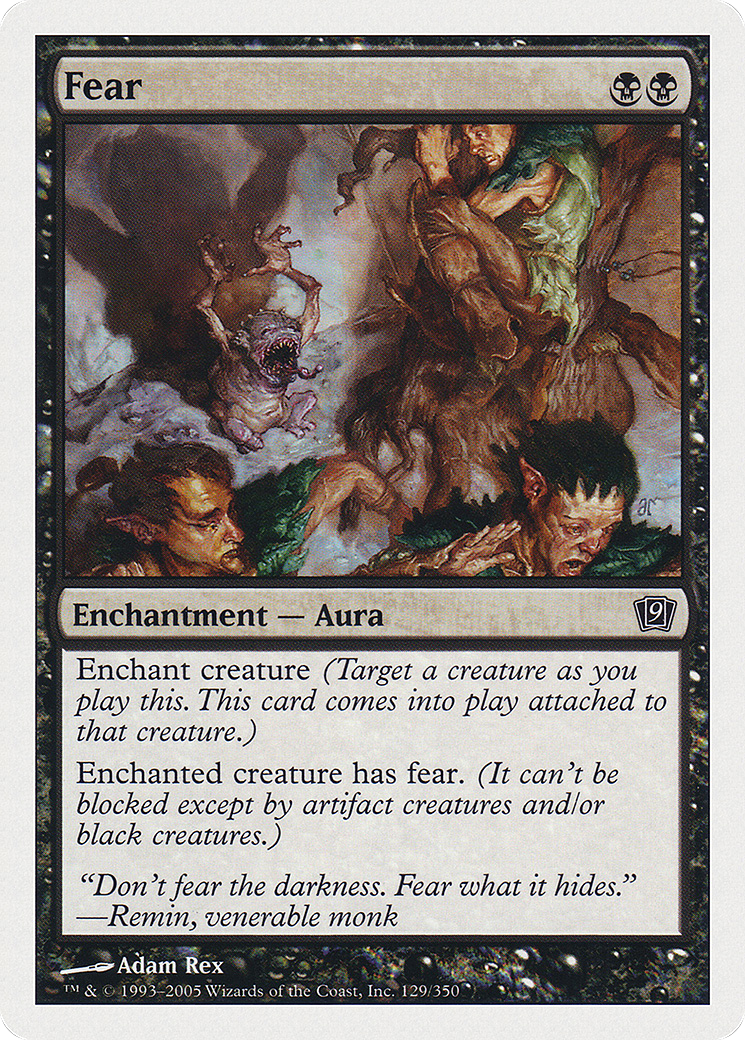 Fear
Enchantment — Aura
9
Enchant creature (Target a creature as you
play this. This card comes into play attached to
that creature.)
Enchanted creature has fear. (It can't be
blocked except by artifact creatures and/or
black creatures.)
"Don't fear the darkness. Fear what it hides."
—Remin, venerable monk
Adam Rex
™ & © 1993–2005 Wizards of the Coast, Inc. 129/350